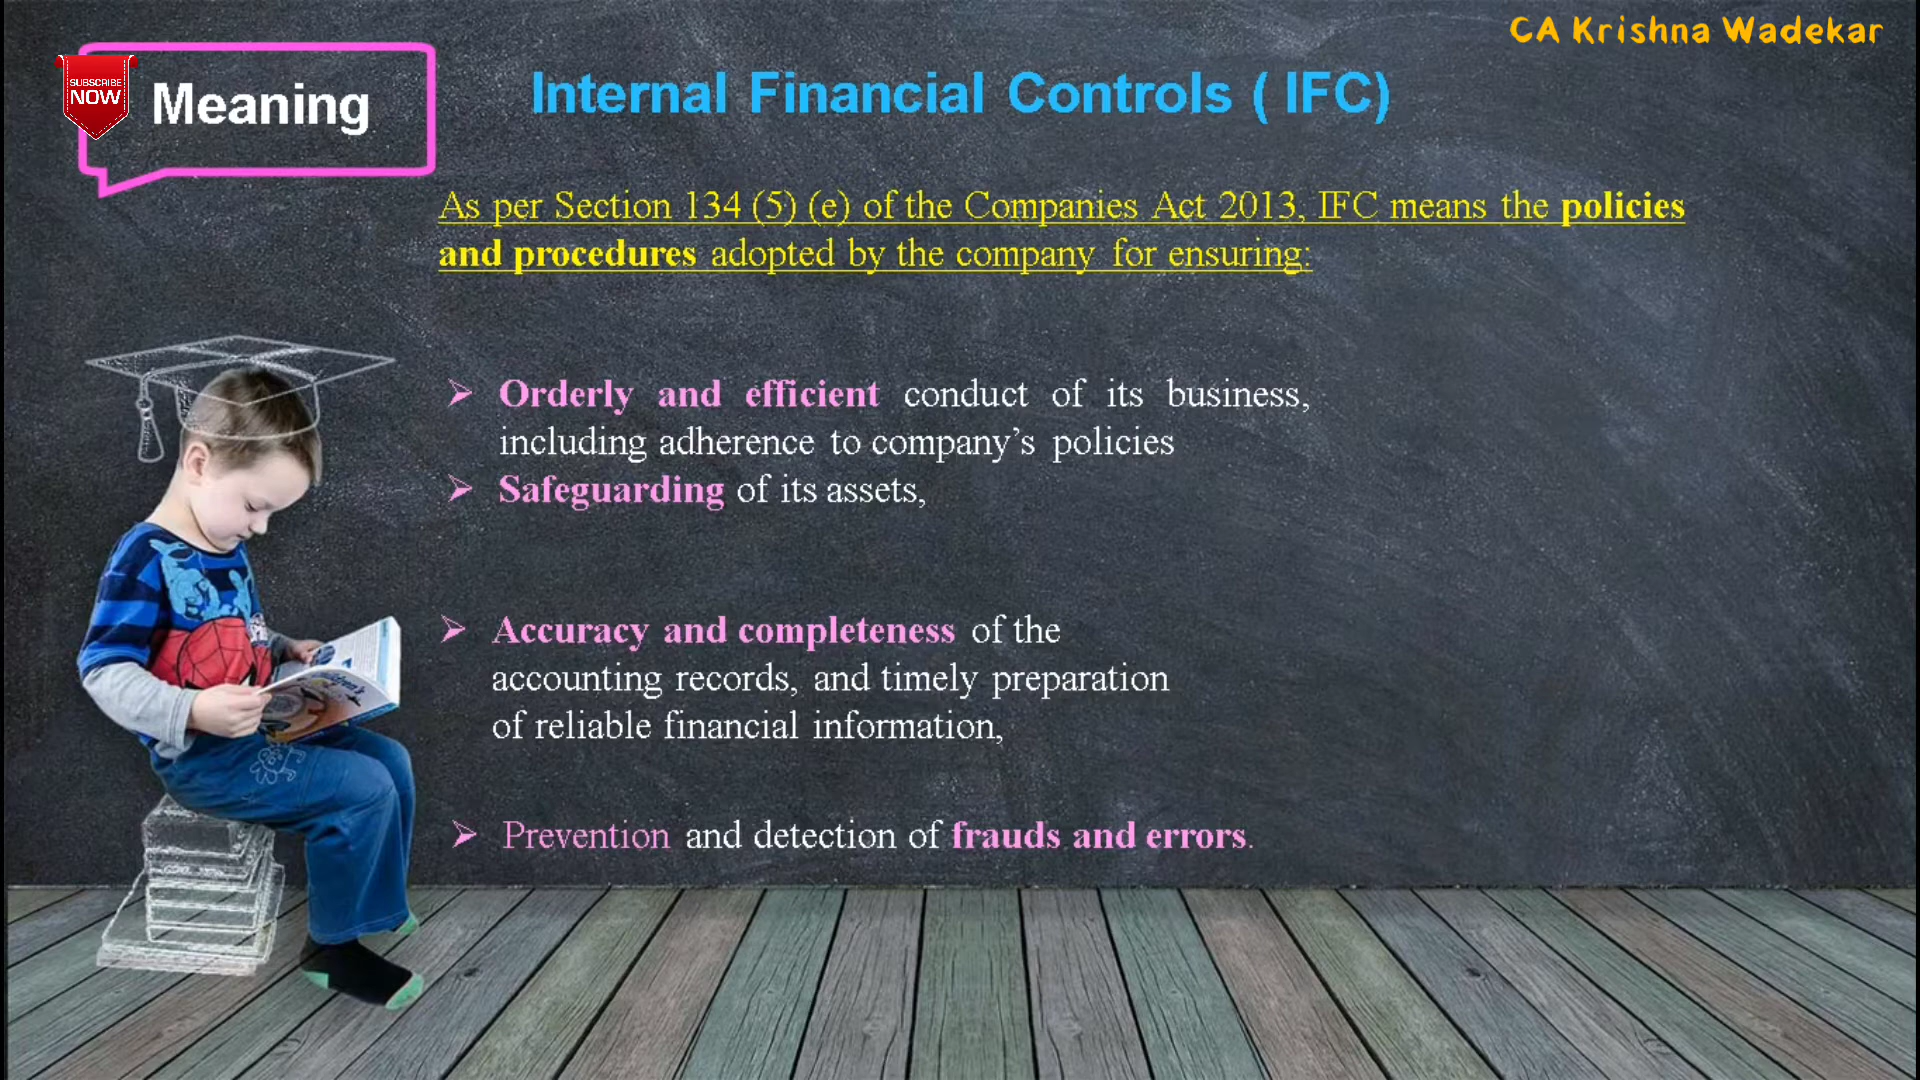 CA Krishna Wadekar
SUBSCRIBE
NOW
Meaning
Internal Financial Controls ( IFC)
As per Section 134 (5) (e) of the Companies Act 2013, IFC means the policies
and procedures adopted by the company for ensuring:
➢ Orderly and efficient conduct of its business,
including adherence to company’s policies
➢ Safeguarding of its assets,
➢ Accuracy and completeness of the
accounting records, and timely preparation
of reliable financial information,
➢ Prevention and detection of frauds and errors.